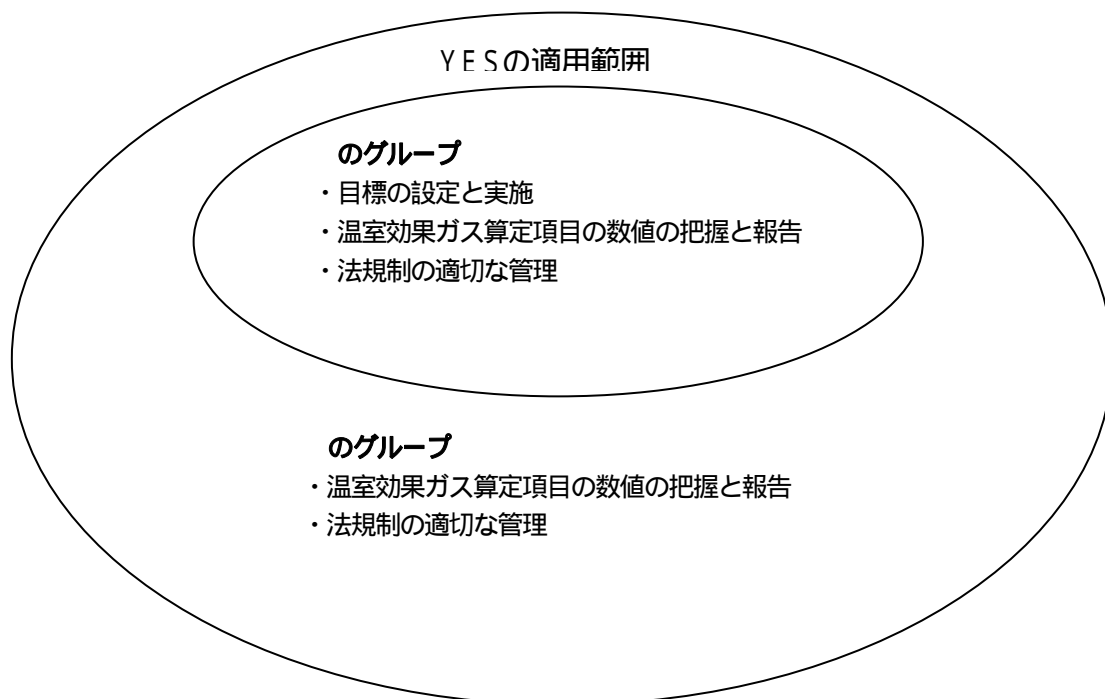 ＹＥＳの適用範囲
のグループ
・目標の設定と実施
・温室効果ガス算定項目の数値の把握と報告
・法規制の適切な管理
のグループ
・温室効果ガス算定項目の数値の把握と報告
・法規制の適切な管理